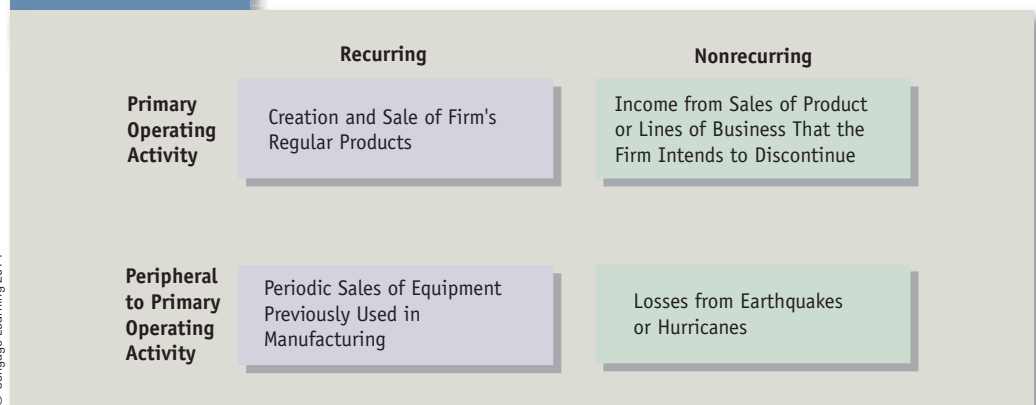 Recurring
Nonrecurring
Primary
Operating
Activity
Creation and Sale of Firm's
Regular Products
Income from Sales of Product
or Lines of Business That the
Firm Intends to Discontinue
Peripheral
to Primary
Operating
Activity
Periodic Sales of Equipment
Previously Used in
Manufacturing
Losses from Earthquakes
or Hurricanes